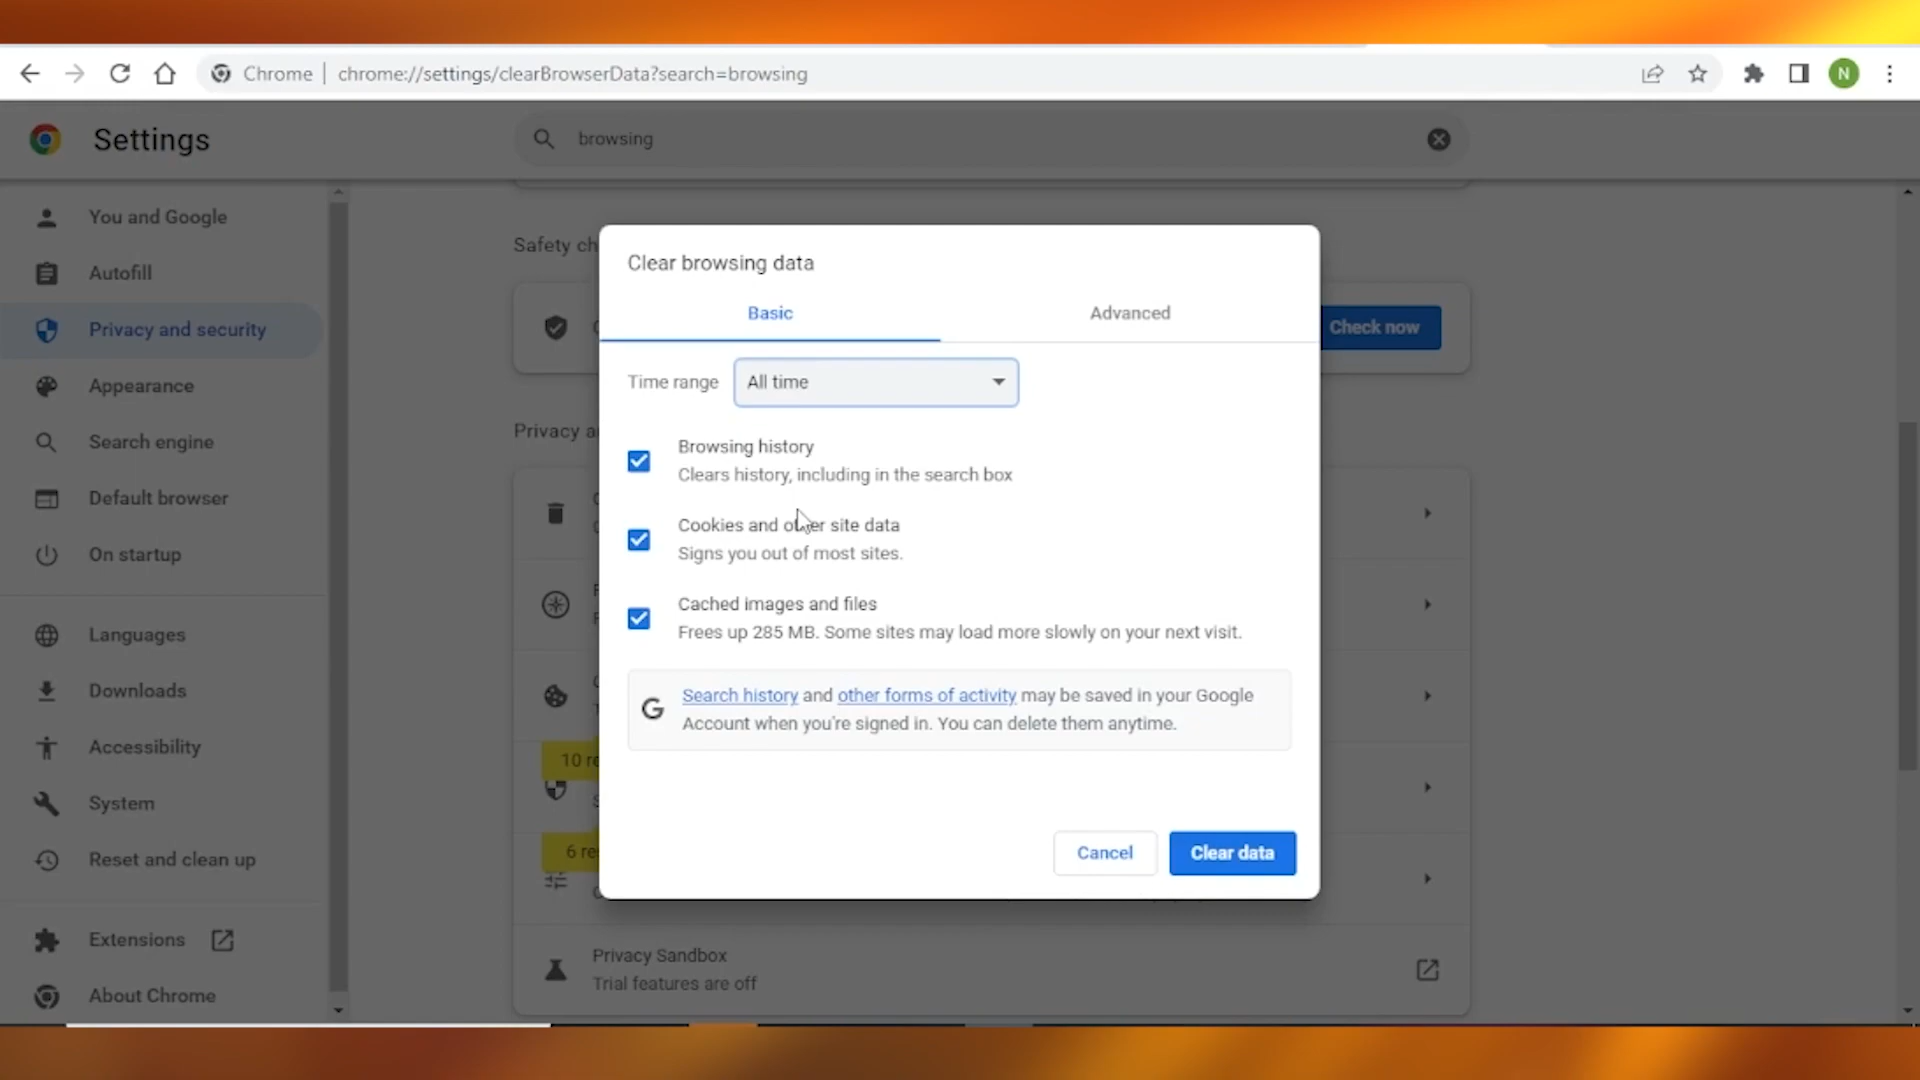 Chrome | chrome://settings/clearBrowserData?search=browsing
N
Settings
browsing
You and Google
Autofill
Privacy and security
Appearance
Search engine
Default browser
On startup
Languages
Downloads
Accessibility
System
Reset and clean up
Extensions
About Chrome
Safety ch
Check now
Privacy a
10 re
6 re
Privacy Sandbox
Trial features are off
Clear browsing data
Basic
Advanced
Time range
All time
Browsing history
Clears history, including in the search box
Cookies and other site data
Signs you out of most sites.
Cached images and files
Frees up 285 MB. Some sites may load more slowly on your next visit.
G
Search history and other forms of activity may be saved in your Google
Account when you're signed in. You can delete them anytime.
Cancel
Clear data